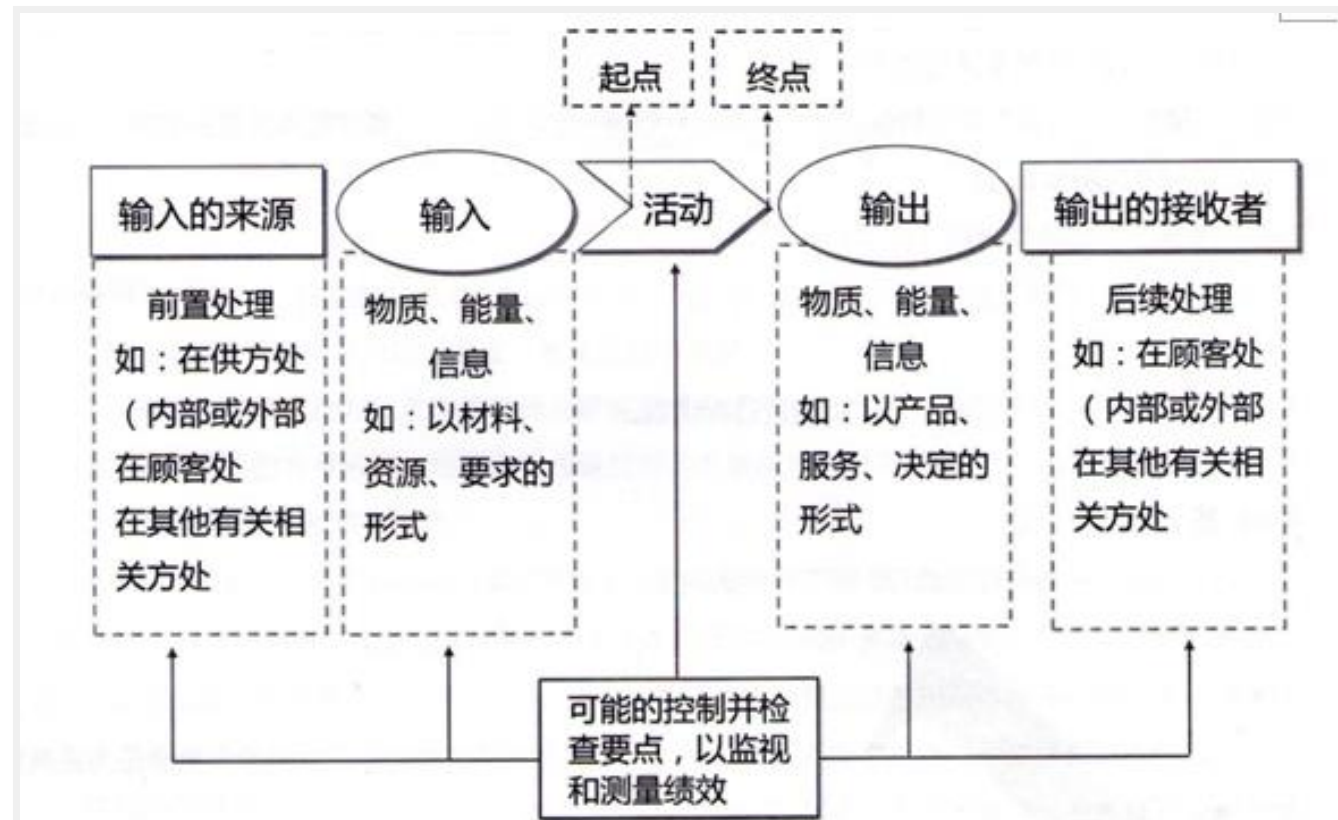 起点
终点
输入的来源
输入
活动
输出
输出的接收者
前置处理
如：在供方处
（内部或外部
在顾客处
在其他有关相
关方处
物质、能量、
信息
如：以材料、
资源、要求的
形式
物质、能量、
信息
如：以产品、
服务、决定的
形式
后续处理
如：在顾客处
（内部或外部
在其他有关相
关方处
可能的控制并检
查要点，以监视
和测量绩效